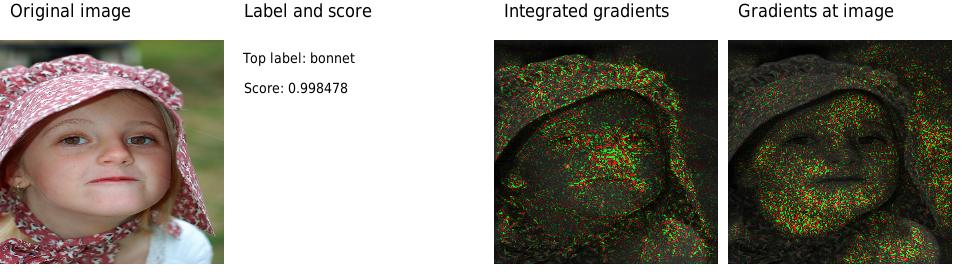 Original image
Label and score
Integrated gradients
Gradients at image
Top label: bonnet
Score: 0.998478